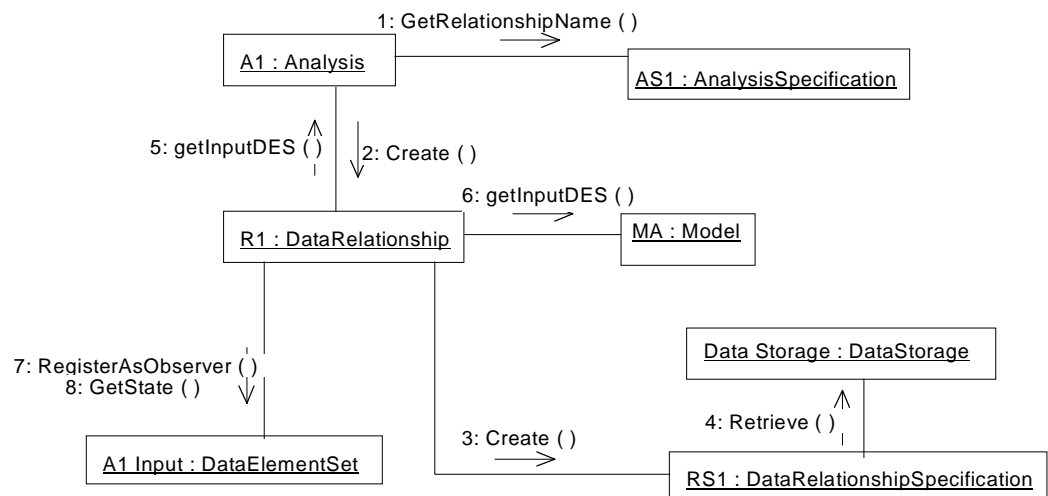 1: GetRelationshipName ( )
A1 : Analysis
AS1 : AnalysisSpecification
5: getInputDES ( )
2: Create ( )
6: getInputDES ( )
R1 : DataRelationship
MA : Model
7: RegisterAsObserver ( )
8: GetState ( )
Data Storage : DataStorage
4: Retrieve ( )
3: Create ( )
A1 Input : DataElementSet
RS1 : DataRelationshipSpecification